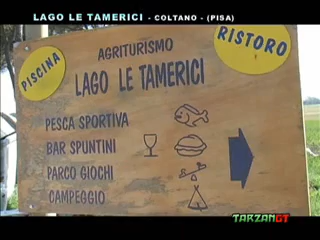 LAGO LE TAMERICI - COLTANO - (PISA)
PISCINA
AGRITURISMO
RISTORO
LAGO LE TAMERICI
PESCA SPORTIVA
BAR SPUNTINI
PARCO GIOCHI
CAMPEGGIO
TARZANGT